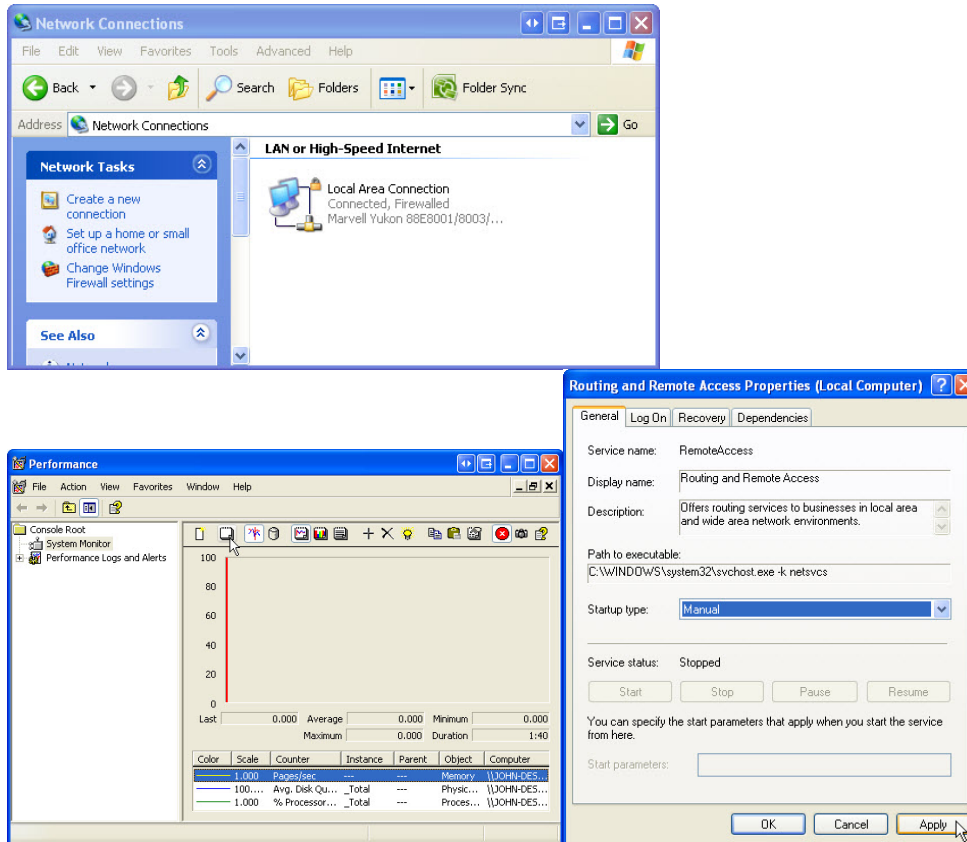 Network Connections
File Edit View Favorites Tools Advanced Help
Back Search Folders Folder Sync
Address Network Connections Go
Network Tasks
Create a new
connection
Set up a home or small
office network
Change Windows
Firewall settings
See Also
LAN or High-Speed Internet
Local Area Connection
Connected, Firewalled
Marvell Yukon 88E8001/8003/...
Performance
File Action View Favorites Window Help
Console Root
System Monitor
Performance Logs and Alerts
100
80
60
40
20
0
Last 0.000 Average 0.000 Minimum 0.000
Maximum 0.000 Duration 1:40
Color Scale Counter Instance Parent Object Computer
1.000 Pages/sec --- --- Memory \\JOHN-DES...
100.... Avg. Disk Qu... _Total --- Physic... \\JOHN-DES...
1.000 % Processor... _Total --- Proces... \\JOHN-DES...
Routing and Remote Access Properties (Local Computer)
General Log On Recovery Dependencies
Service name: RemoteAccess
Display name: Routing and Remote Access
Description: Offers routing services to businesses in local area
and wide area network environments.
Path to executable:
C:\WINDOWS\system32\svchost.exe -k netsvcs
Startup type: Manual
Service status: Stopped
Start Stop Pause Resume
You can specify the start parameters that apply when you start the service
from here.
Start parameters:
OK Cancel Apply